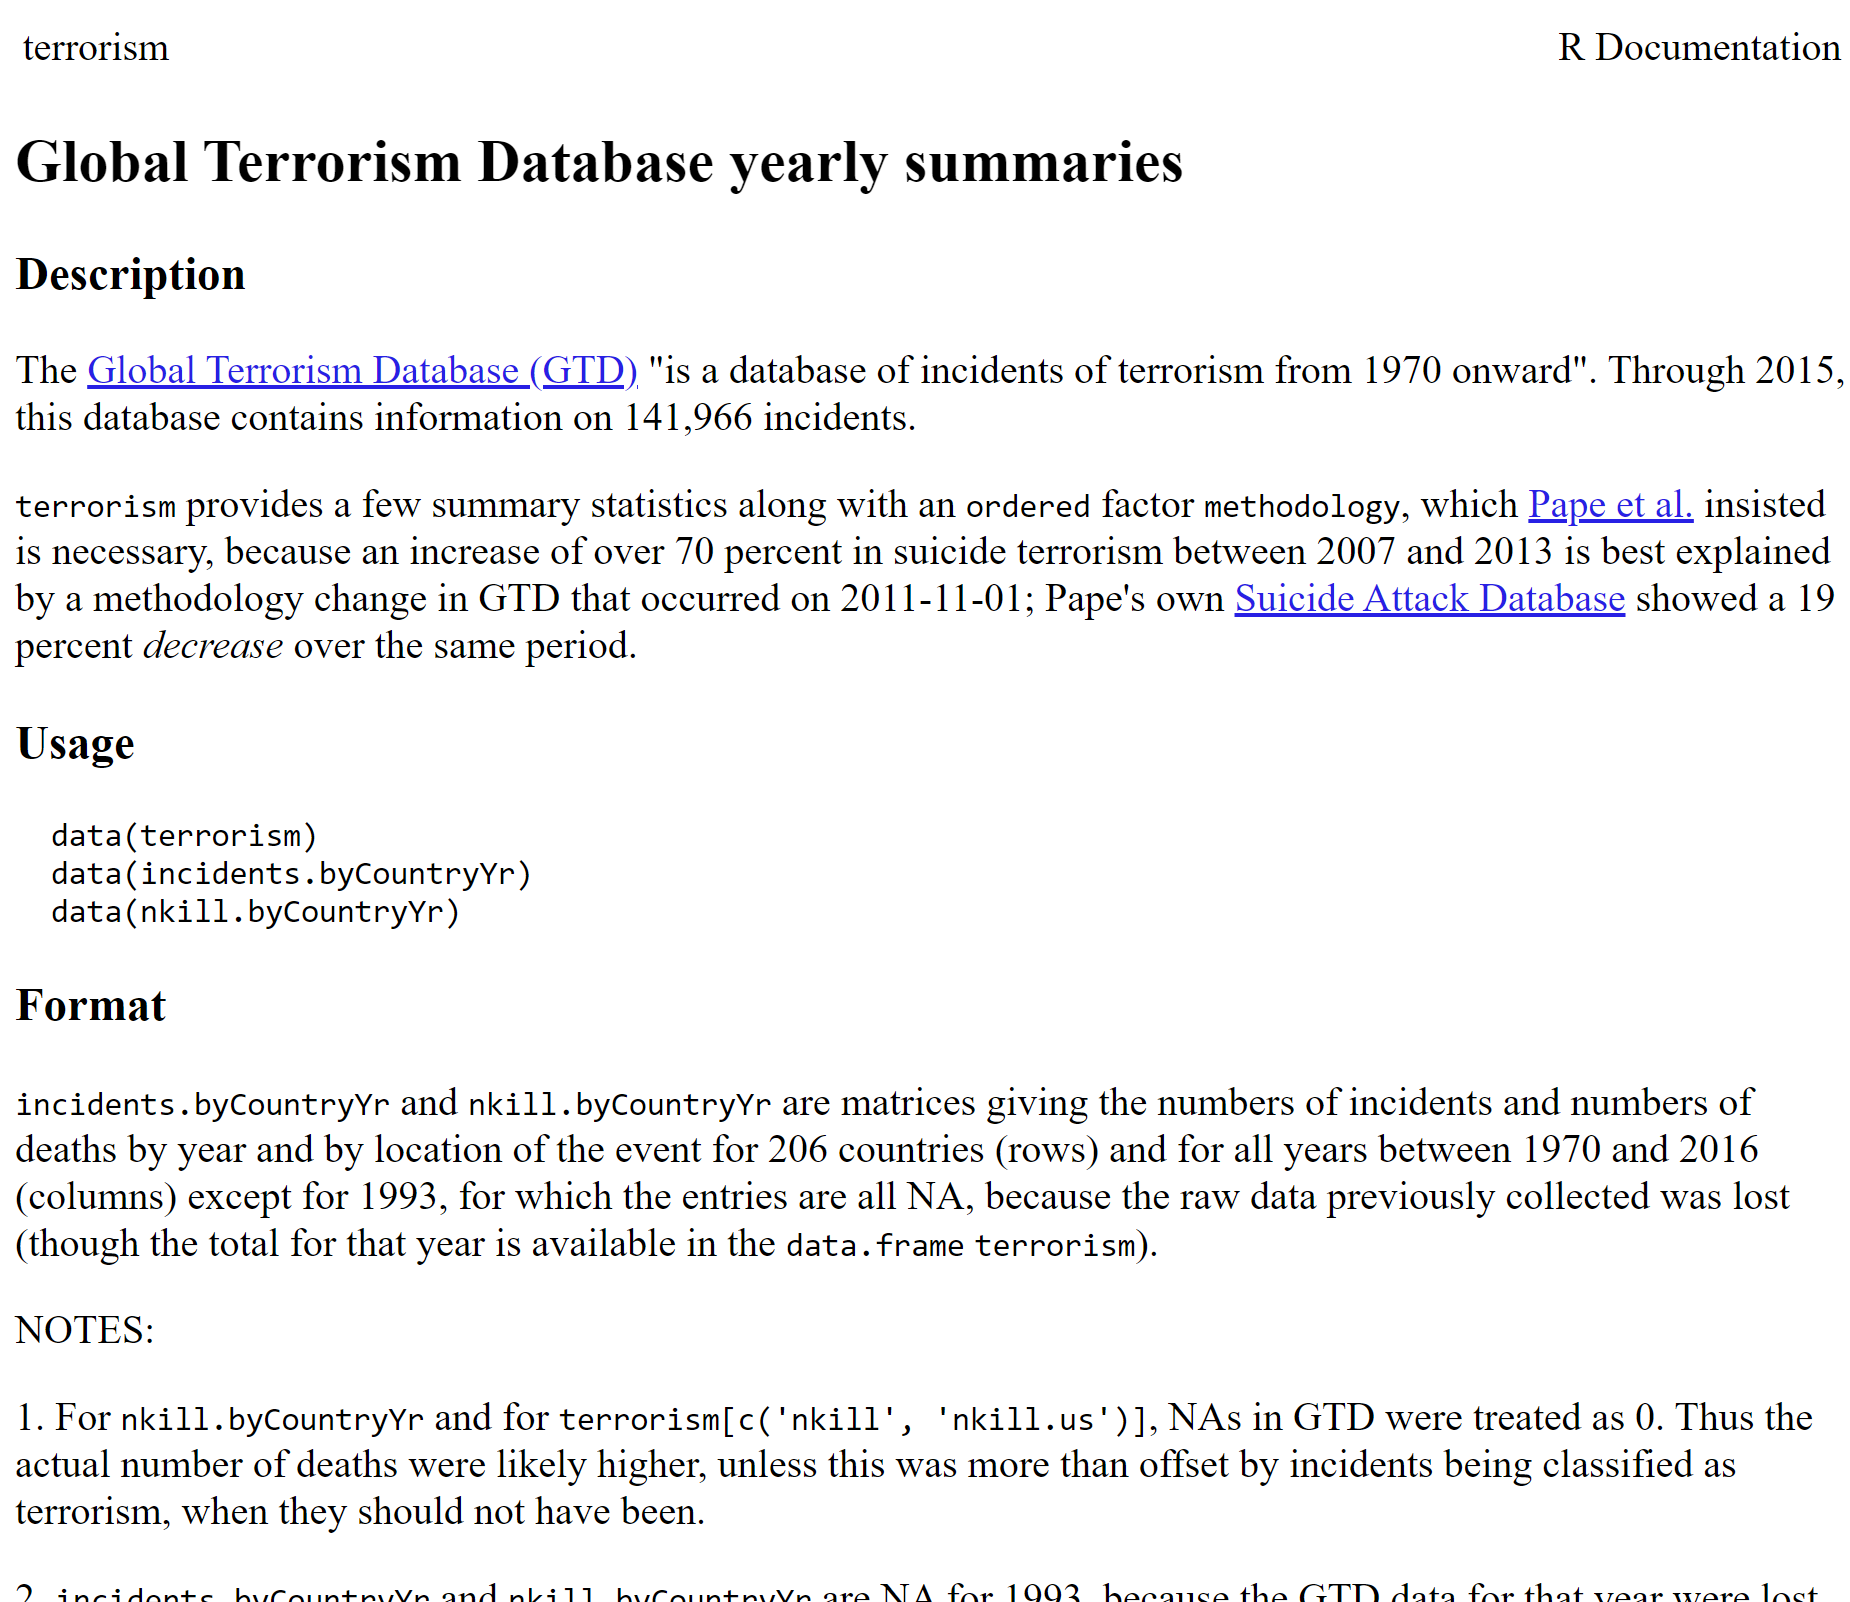 terrorism R Documentation
Global Terrorism Database yearly summaries
Description
The Global Terrorism Database (GTD) "is a database of incidents of terrorism from 1970 onward". Through 2015,
this database contains information on 141,966 incidents.
terrorism provides a few summary statistics along with an ordered factor methodology, which Pape et al. insisted
is necessary, because an increase of over 70 percent in suicide terrorism between 2007 and 2013 is best explained
by a methodology change in GTD that occurred on 2011-11-01; Pape's own Suicide Attack Database showed a 19
percent decrease over the same period.
Usage
data(terrorism)
data(incidents.byCountryYr)
data(nkill.byCountryYr)
Format
incidents.byCountryYr and nkill.byCountryYr are matrices giving the numbers of incidents and numbers of
deaths by year and by location of the event for 206 countries (rows) and for all years between 1970 and 2016
(columns) except for 1993, for which the entries are all NA, because the raw data previously collected was lost
(though the total for that year is available in the data.frame terrorism).
NOTES:
1. For nkill.byCountryYr and for terrorism[c('nkill', 'nkill.us')], NAs in GTD were treated as 0. Thus the
actual number of deaths were likely higher, unless this was more than offset by incidents being classified as
terrorism, when they should not have been.
2. incidents.byCountryYr and nkill.byCountryYr are NA for 1993, because the GTD data for that year were lost